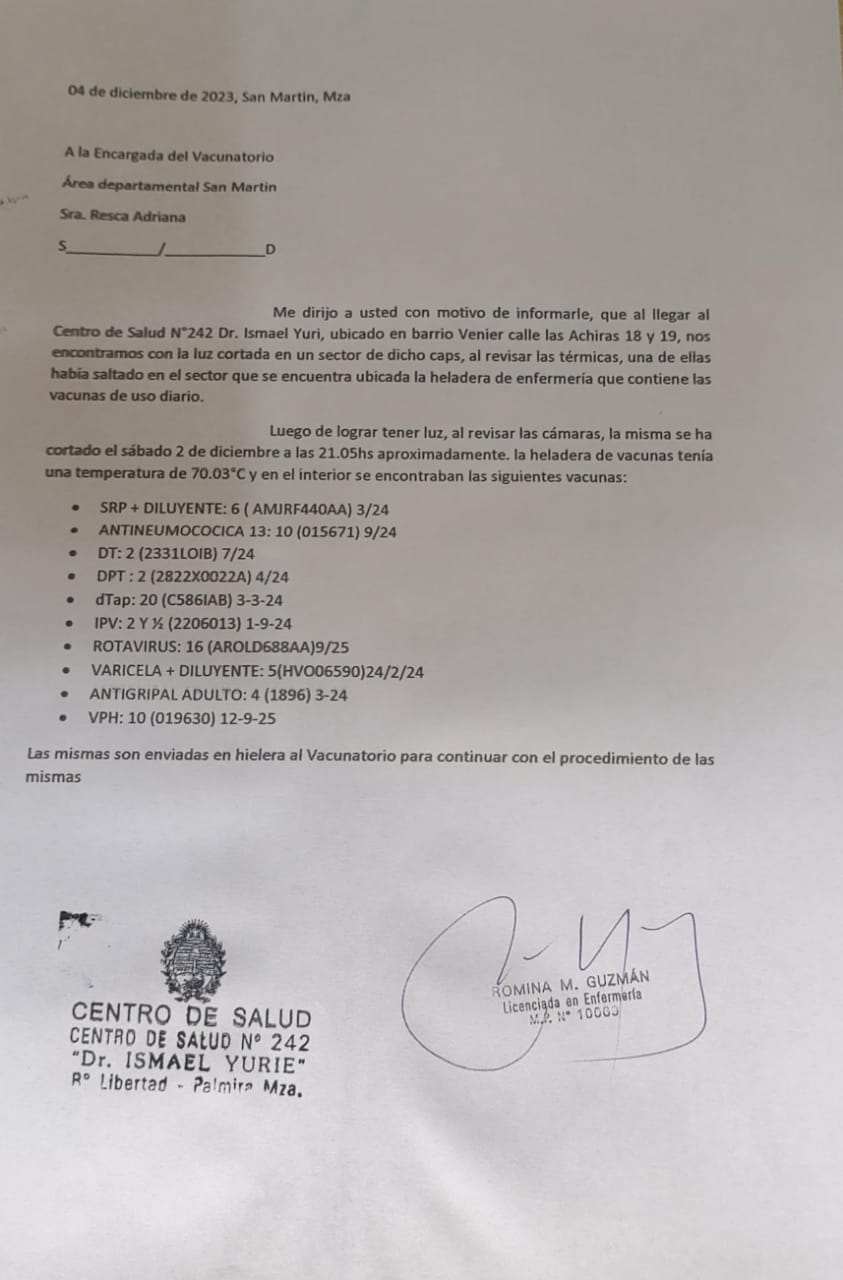 04 de diciembre de 2023, San Martin, Mza
A la Encargada del Vacunatorio
Área departamental San Martin
Sra. Resca Adriana
S__________/___________D
Me dirijo a usted con motivo de informarle, que al llegar al
Centro de Salud N°242 Dr. Ismael Yuri, ubicado en barrio Venier calle las Achiras 18 y 19, nos
encontramos con la luz cortada en un sector de dicho caps, al revisar las térmicas, una de ellas
había saltado en el sector que se encuentra ubicada la heladera de enfermería que contiene las
vacunas de uso diario.
Luego de lograr tener luz, al revisar las cámaras, la misma se ha
cortado el sábado 2 de diciembre a las 21.05hs aproximadamente. la heladera de vacunas tenía
una temperatura de 70.03°C y en el interior se encontraban las siguientes vacunas:
• SRP + DILUYENTE: 6 ( AMJRF440AA) 3/24
• ANTINEUMOCOCICA 13: 10 (015671) 9/24
• DT: 2 (2331LOIB) 7/24
• DPT : 2 (2822X0022A) 4/24
• dTap: 20 (C586IAB) 3-3-24
• IPV: 2 Y ½ (2206013) 1-9-24
• ROTAVIRUS: 16 (AROLD688AA)9/25
• VARICELA + DILUYENTE: 5(HVO06590)24/2/24
• ANTIGRIPAL ADULTO: 4 (1896) 3-24
• VPH: 10 (019630) 12-9-25
Las mismas son enviadas en hielera al Vacunatorio para continuar con el procedimiento de las
mismas
CENTRO DE SALUD
CENTRO DE SALUD Nº 242
"Dr. ISMAEL YURIE"
Rº Libertad - Palmira Mza.
ROMINA M. GUZMÁN
Licenciada en Enfermería
M.P. N°